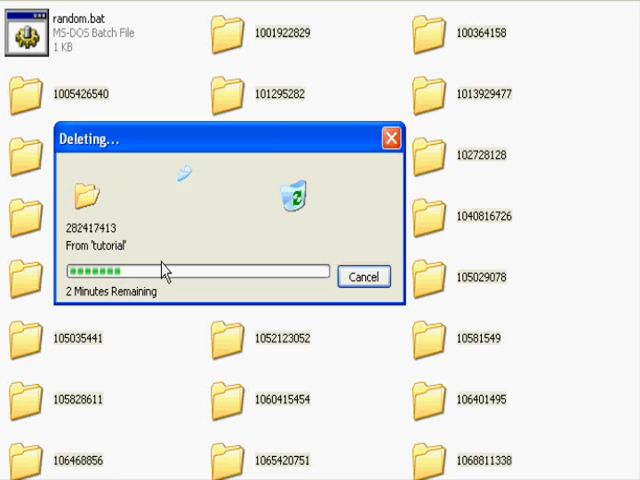 random.bat
MS-DOS Batch File
1 KB
1001922829
100364158
1005426540
101295282
1013929477
Deleting...
102728128
282417413
From 'tutorial'
1040816726
2 Minutes Remaining
Cancel
105029078
105035441
1052123052
10581549
105828611
1060415454
106401495
106468856
1065420751
1068811338